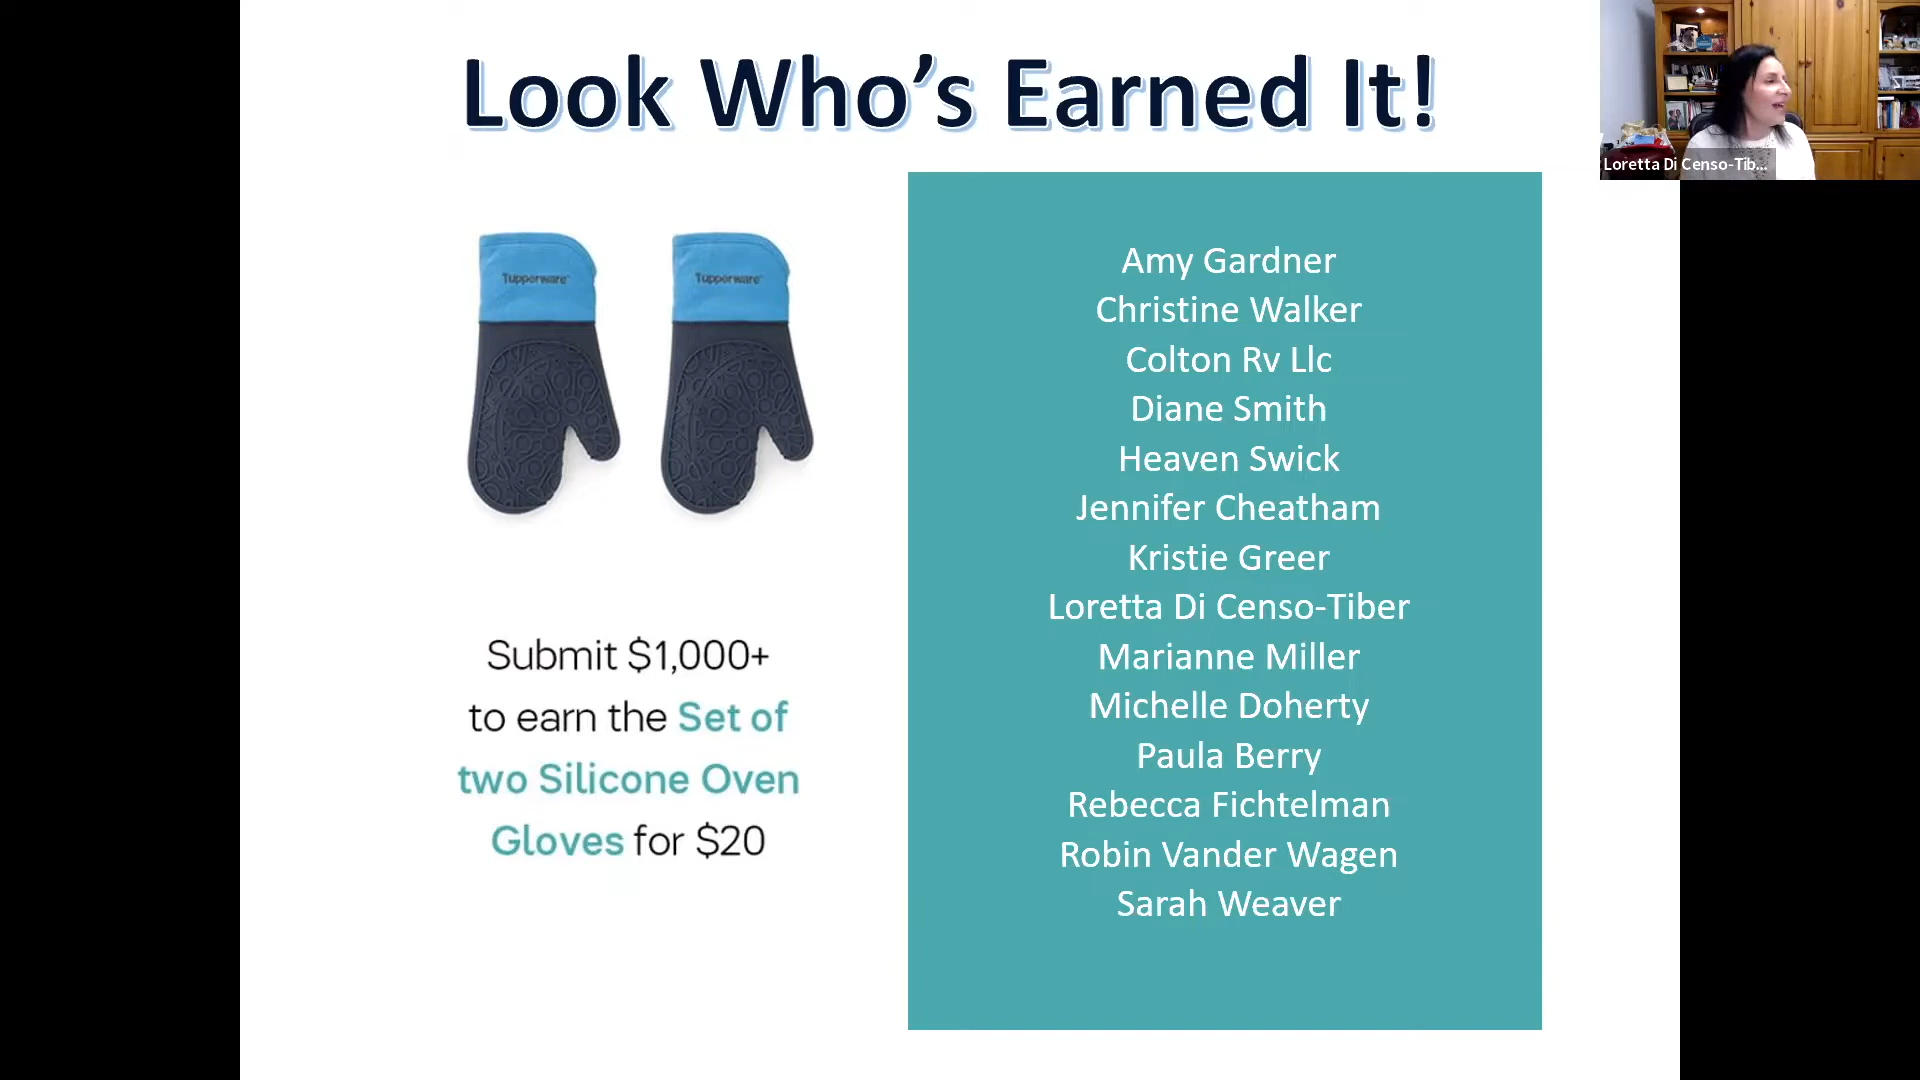 Look Who's Earned It!
Loretta Di Censo-Tib...
Tupperware
Tupperware
Submit $1,000+
to earn the Set of
two Silicone Oven
Gloves for $20
Amy Gardner
Christine Walker
Colton Rv Llc
Diane Smith
Heaven Swick
Jennifer Cheatham
Kristie Greer
Loretta Di Censo-Tiber
Marianne Miller
Michelle Doherty
Paula Berry
Rebecca Fichtelman
Robin Vander Wagen
Sarah Weaver